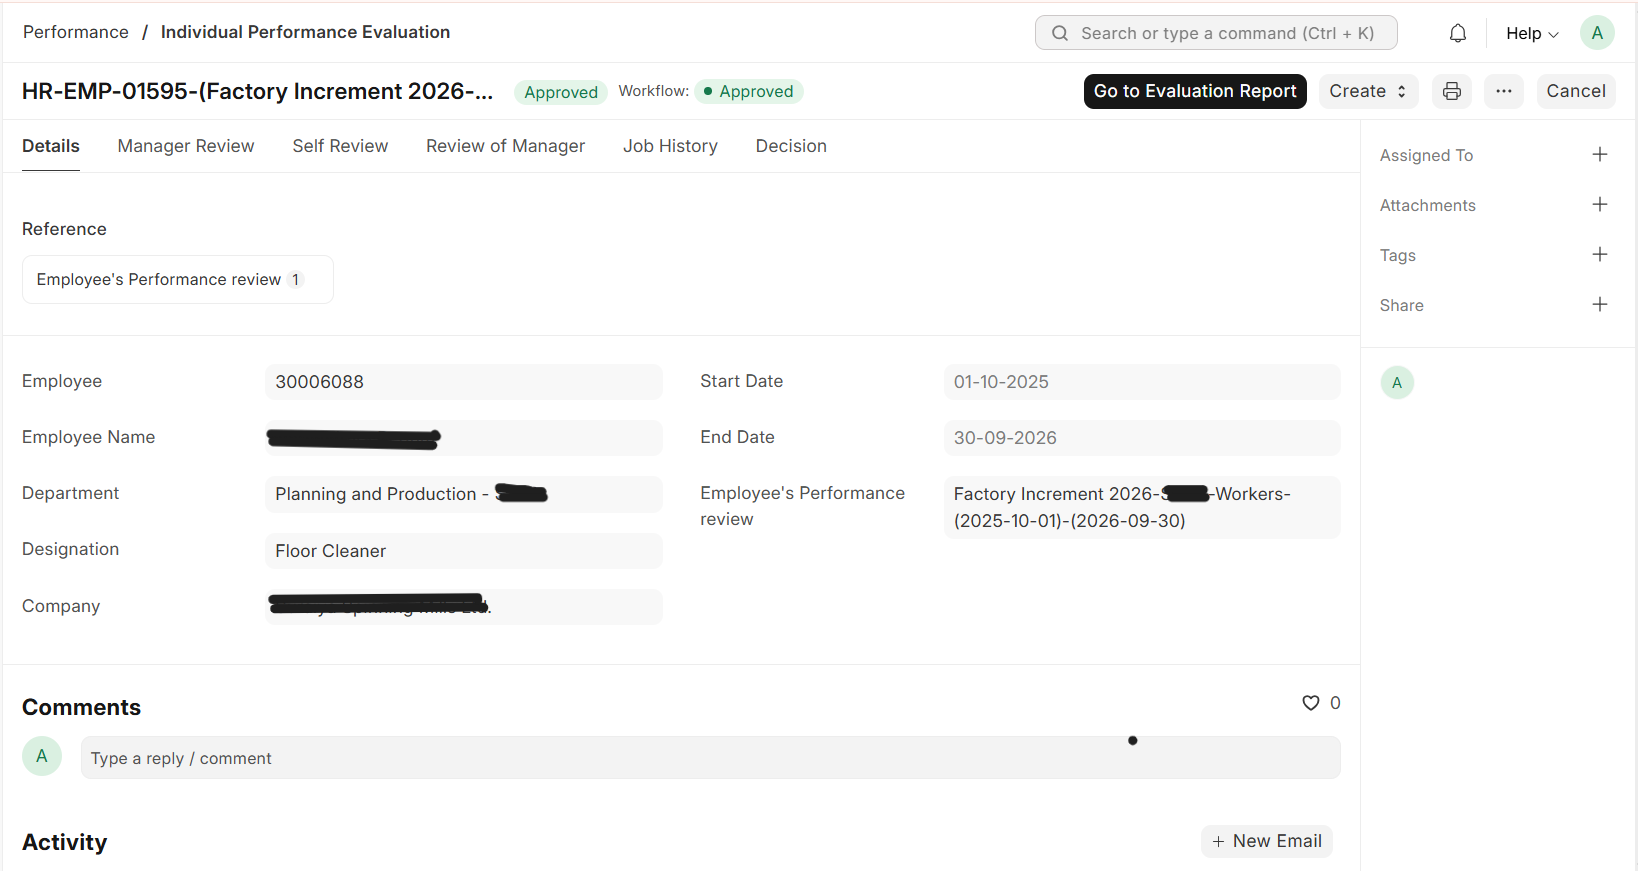 Performance / Individual Performance Evaluation
Search or type a command (Ctrl + K)
Help
A
HR-EMP-01595-(Factory Increment 2026-...
Approved
Workflow: Approved
Go to Evaluation Report
Create
Cancel
Details
Manager Review
Self Review
Review of Manager
Job History
Decision
Assigned To
Attachments
Tags
Share
A
Reference
Employee's Performance review 1
Employee
30006088
Employee Name
Department
Planning and Production -
Designation
Floor Cleaner
Company
Start Date
01-10-2025
End Date
30-09-2026
Employee's Performance
review
Factory Increment 2026- -Workers-
(2025-10-01)-(2026-09-30)
Comments
0
A
Type a reply / comment
Activity
+ New Email